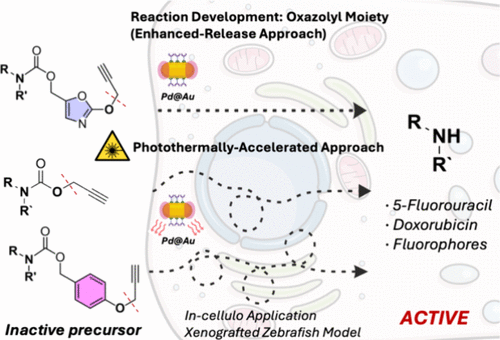 Reaction Development: Oxazolyl Moiety
(Enhanced-Release Approach)
R
N
R'
O
O
O
N
O
Pd@Au
Photothermally-Accelerated Approach
R
N
R`
O
O
Pd@Au
R
N
R'
O
O
O
Inactive precursor
In-cellulo Application
Xenografted Zebrafish Model
R
NH
R`
· 5-Fluorouracil
· Doxorubicin
· Fluorophores
ACTIVE